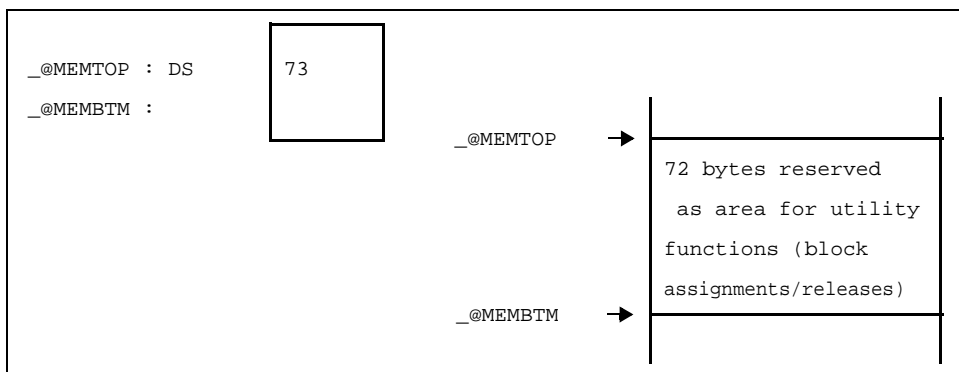 _@MEMTOP : DS 73
_@MEMBTM :
_@MEMTOP
72 bytes reserved
as area for utility
functions (block
assignments/releases)
_@MEMBTM